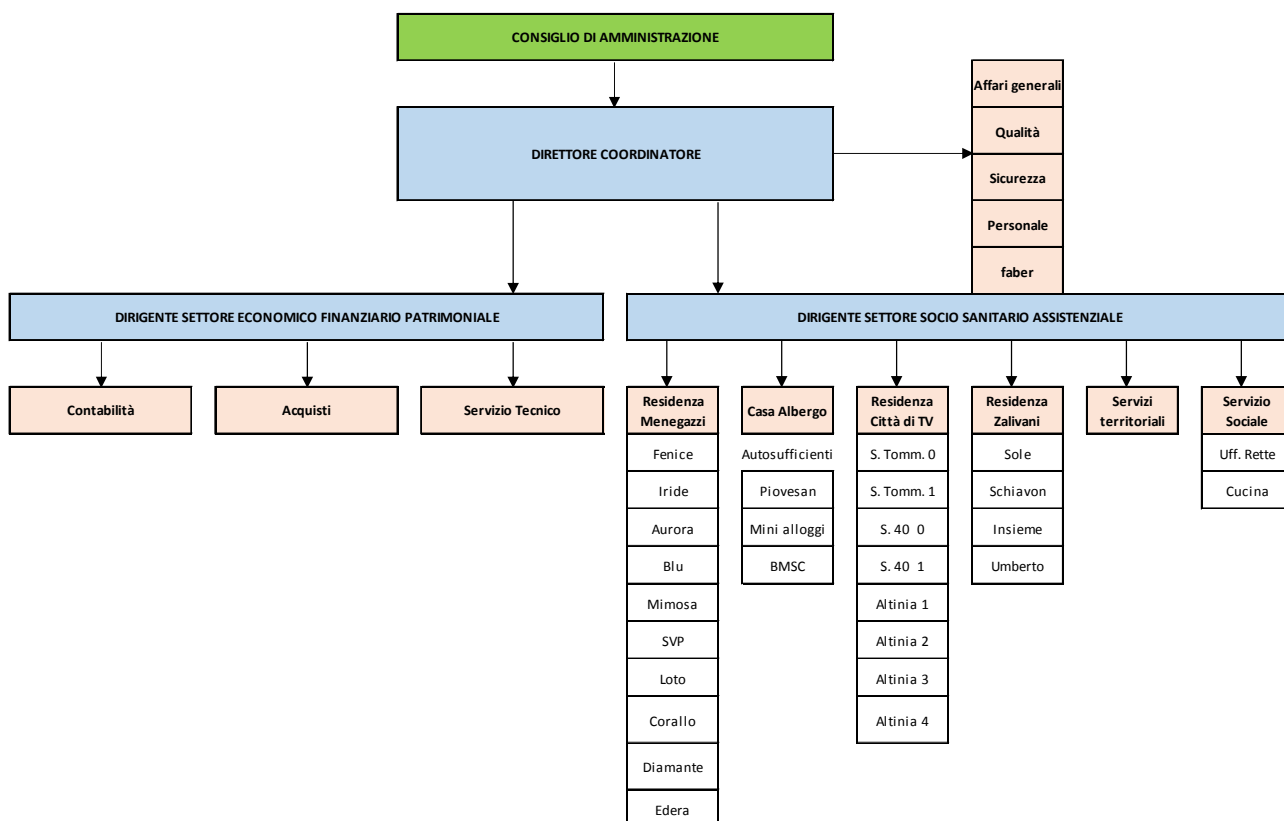 CONSIGLIO DI AMMINISTRAZIONE
Affari generali
Qualità
DIRETTORE COORDINATORE
Sicurezza
Personale
faber
DIRIGENTE SETTORE ECONOMICO FINANZIARIO PATRIMONIALE
DIRIGENTE SETTORE SOCIO SANITARIO ASSISTENZIALE
Contabilità
Acquisti
Servizio Tecnico
Residenza
Menegazzi
Fenice
Iride
Aurora
Blu
Mimosa
SVP
Loto
Corallo
Diamante
Edera
Casa Albergo
Autosufficienti
Piovesan
Mini alloggi
BMSC
Residenza
Città di TV
S. Tomm. 0
S. Tomm. 1
S. 40 0
S. 40 1
Altinia 1
Altinia 2
Altinia 3
Altinia 4
Residenza
Zalivani
Sole
Schiavon
Insieme
Umberto
Servizi
territoriali
Servizio
Sociale
Uff. Rette
Cucina